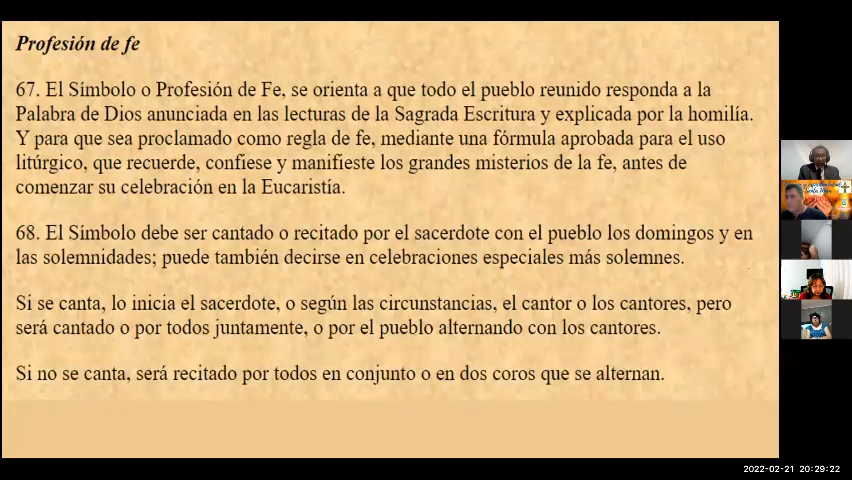 Profesión de fe
67. El Símbolo o Profesión de Fe, se orienta a que todo el pueblo reunido responda a la
Palabra de Dios anunciada en las lecturas de la Sagrada Escritura y explicada por la homilía.
Y para que sea proclamado como regla de fe, mediante una fórmula aprobada para el uso
litúrgico, que recuerde, confiese y manifieste los grandes misterios de la fe, antes de
comenzar su celebración en la Eucaristía.
68. El Símbolo debe ser cantado o recitado por el sacerdote con el pueblo los domingos y en
las solemnidades; puede también decirse en celebraciones especiales más solemnes.
Si se canta, lo inicia el sacerdote, o según las circunstancias, el cantor o los cantores, pero
será cantado o por todos juntamente, o por el pueblo alternando con los cantores.
Si no se canta, será recitado por todos en conjunto o en dos coros que se alternan.
2022-02-21 20:29:22